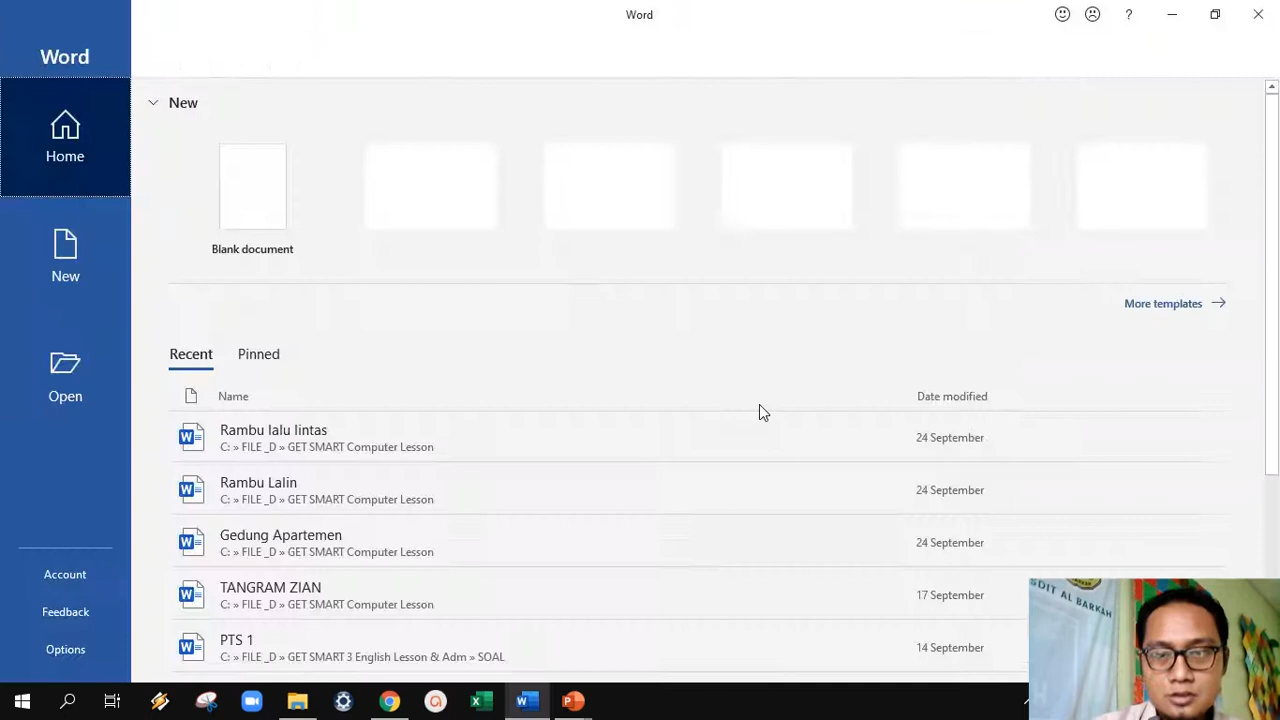 Word
Word
Home
New
Open
Account
Feedback
Options
New
Blank document
More templates
Recent
Pinned
Name
Date modified
Rambu lalu lintas
C: » FILE _D » GET SMART Computer Lesson
24 September
Rambu Lalin
C: » FILE _D » GET SMART Computer Lesson
24 September
Gedung Apartemen
C: » FILE _D » GET SMART Computer Lesson
24 September
TANGRAM ZIAN
C: » FILE _D » GET SMART Computer Lesson
17 September
PTS 1
C: » FILE _D » GET SMART 3 English Lesson & Adm » SOAL
14 September
SDIT AL BARKAH